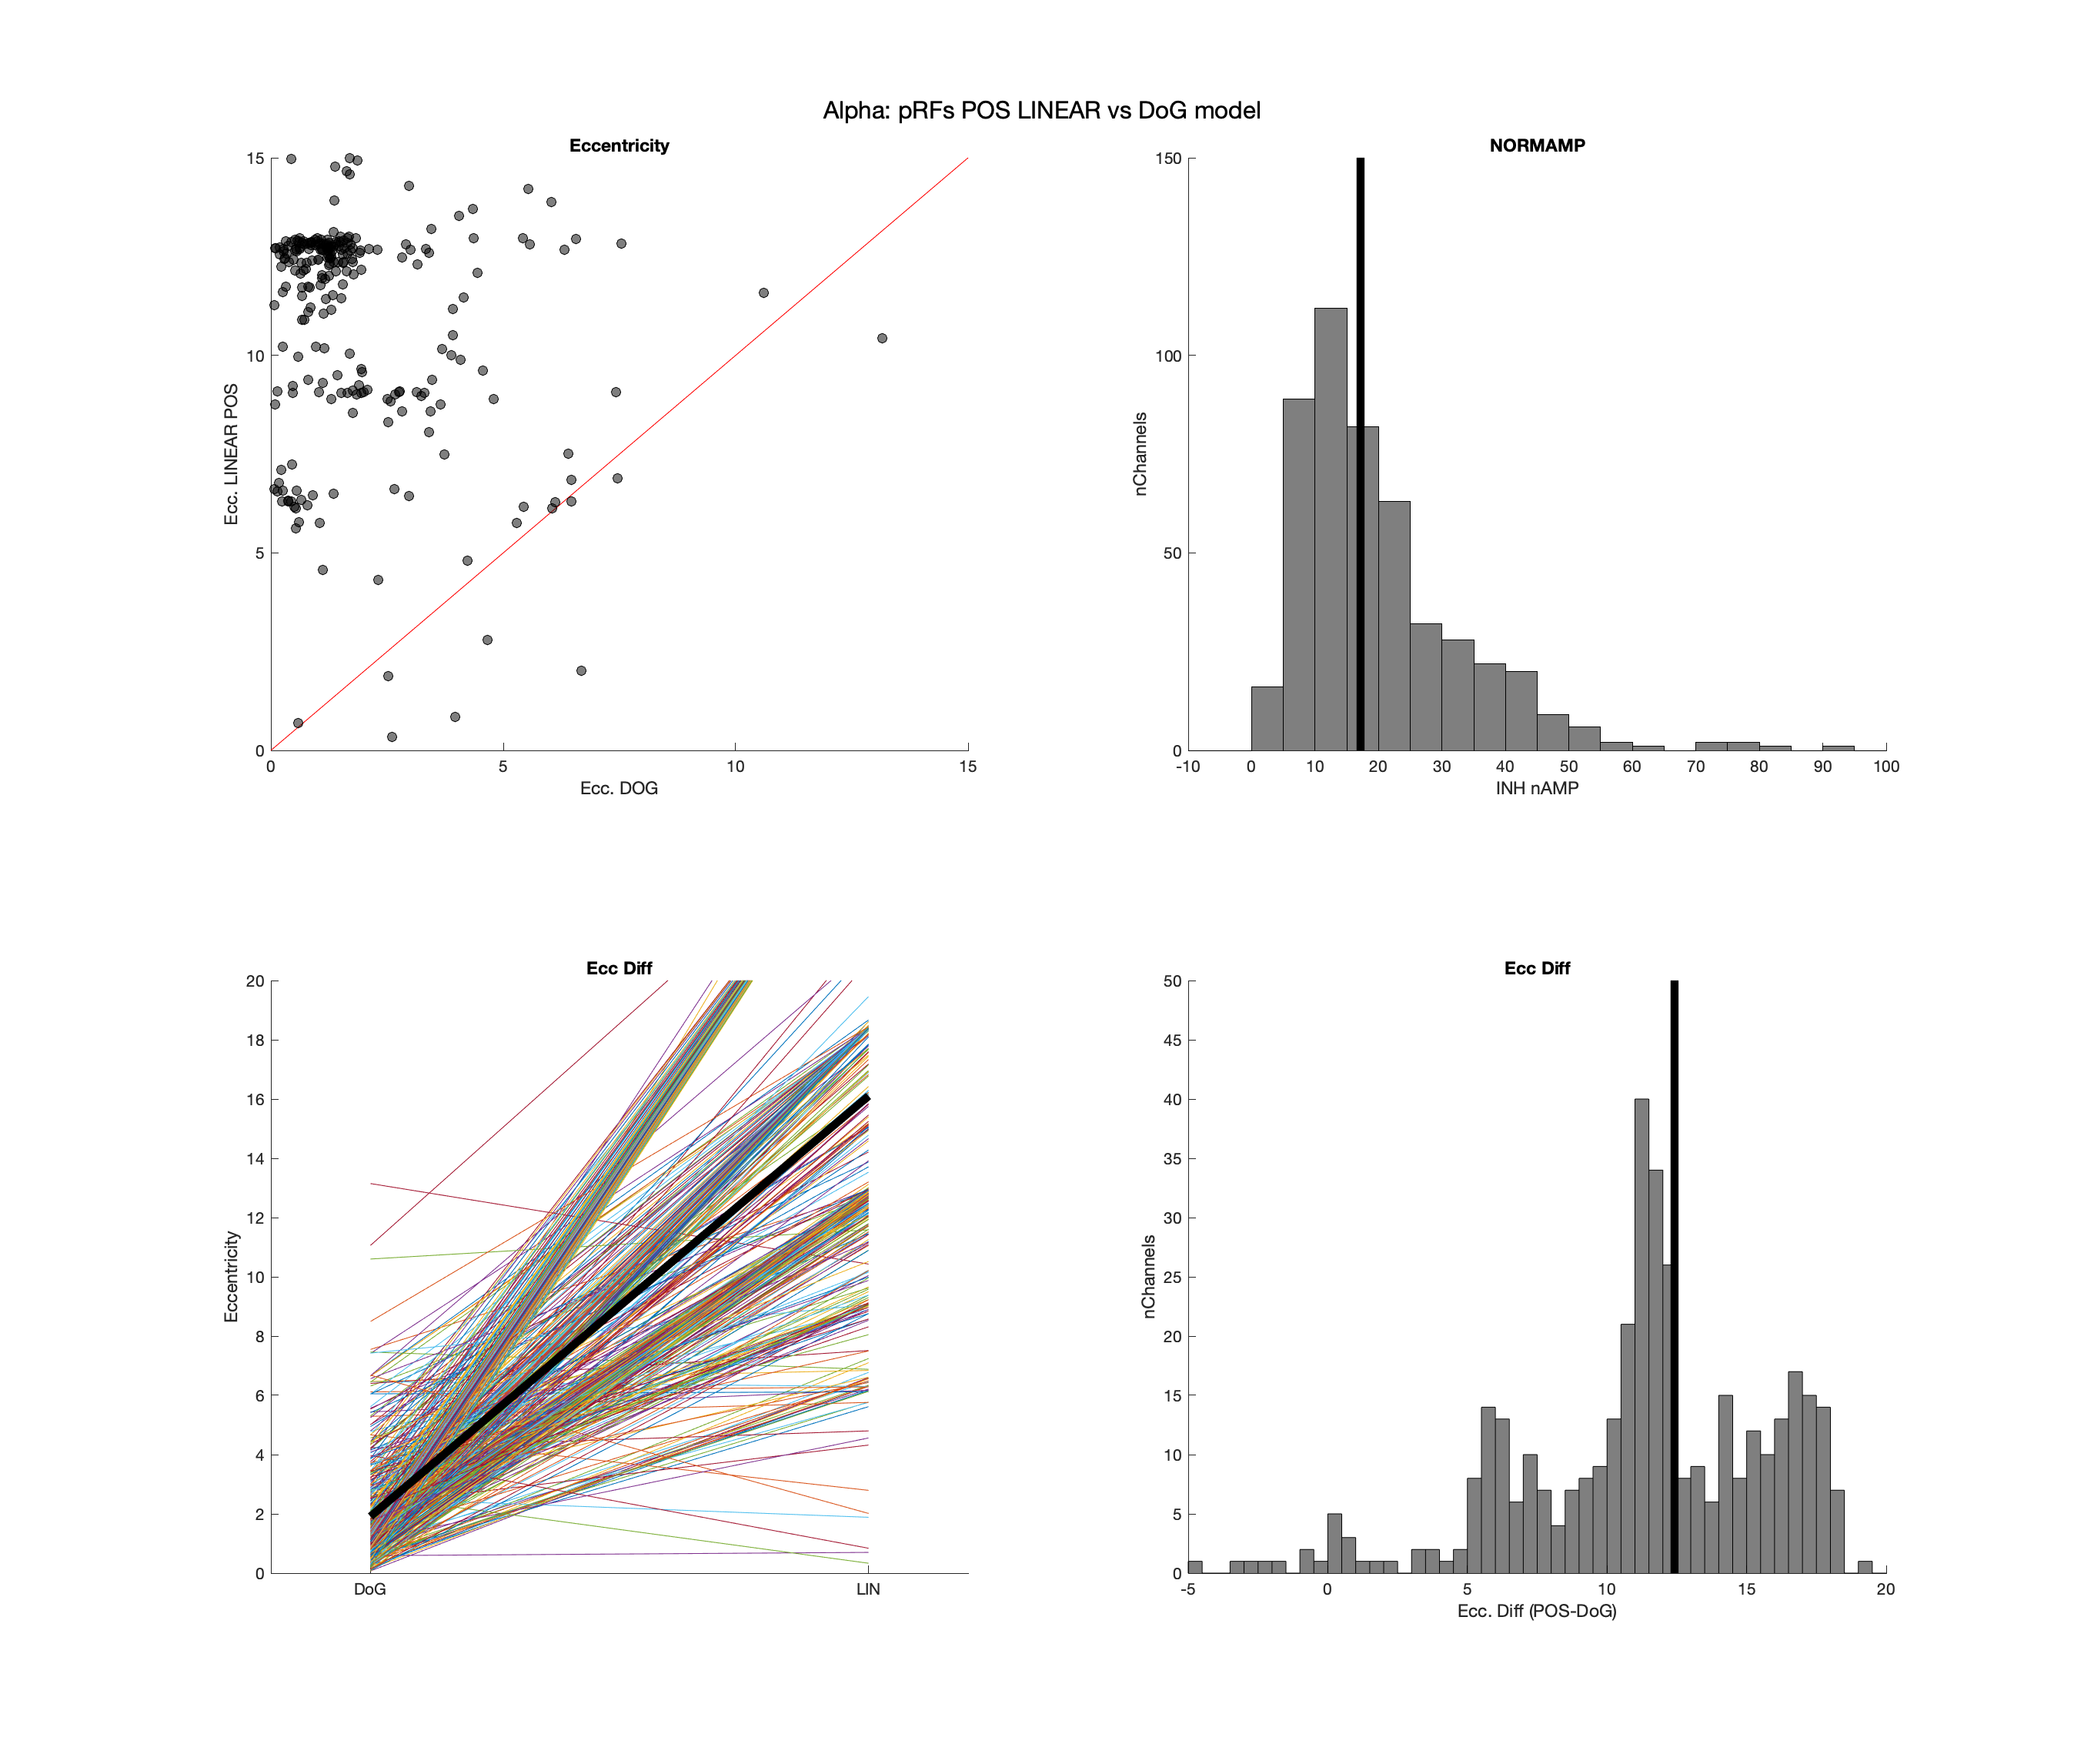 Alpha: pRFs POS LINEAR vs DoG model
Eccentricity
15
10
5
0
Ecc. LINEAR POS
0 5 10 15
Ecc. DOG
NORMAMP
150
100
50
0
nChannels
-10 0 10 20 30 40 50 60 70 80 90 100
INH nAMP
Ecc Diff
20
18
16
14
12
10
8
6
4
2
0
Eccentricity
DoG LIN
Ecc Diff
50
45
40
35
30
25
20
15
10
5
0
nChannels
-5 0 5 10 15 20
Ecc. Diff (POS-DoG)